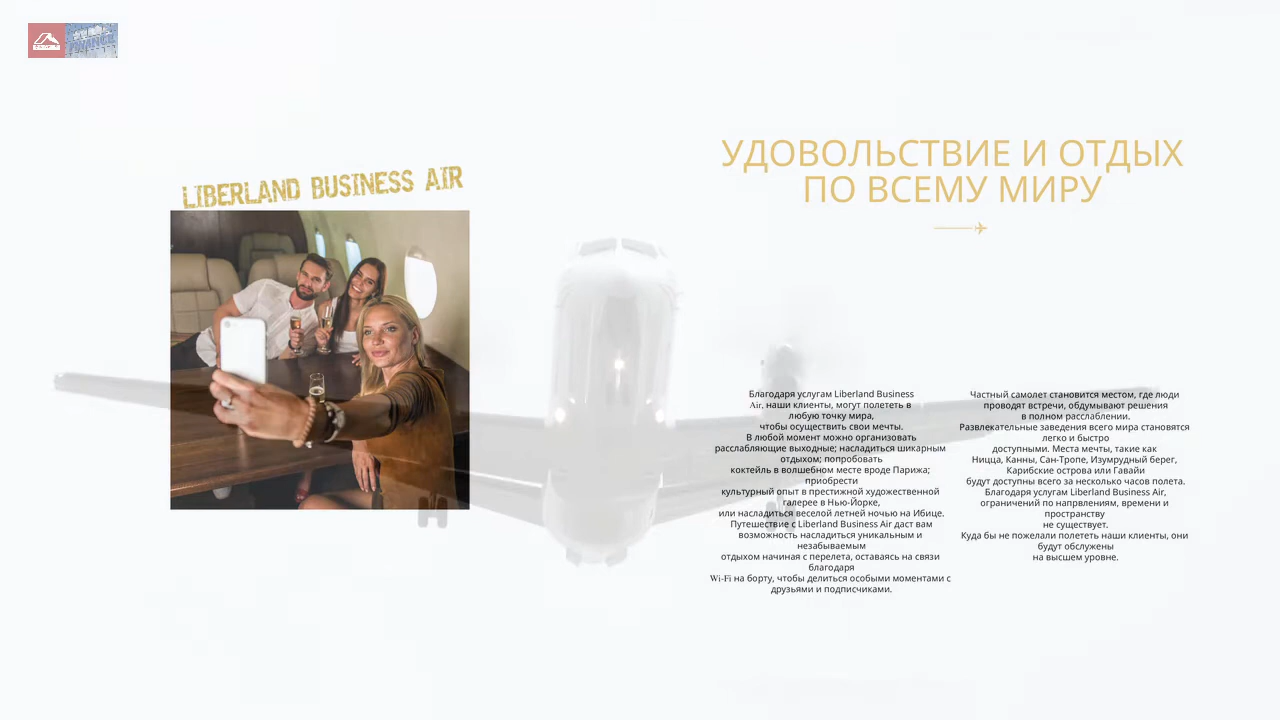 LIBERLAND BUSINESS AIR
УДОВОЛЬСТВИЕ И ОТДЫХ
ПО ВСЕМУ МИРУ
Благодаря услугам Liberland Business
Air, наши клиенты, могут полететь в
любую точку мира,
чтобы осуществить свои мечты.
В любой момент можно организовать
расслабляющие выходные; насладиться шикарным
отдыхом; попробовать
коктейль в волшебном месте вроде Парижа;
приобрести
культурный опыт в престижной художественной
галерее в Нью-Йорке,
или насладиться веселой летней ночью на Ибице.
Путешествие с Liberland Business Air даст вам
возможность насладиться уникальным и
незабываемым
отдыхом начиная с перелета, оставаясь на связи
благодаря
Wi-Fi на борту, чтобы делиться особыми моментами с
друзьями и подписчиками.
Частный самолет становится местом, где люди
проводят встречи, обдумывают решения
в полном расслаблении.
Развлекательные заведения всего мира становятся
легко и быстро
доступными. Места мечты, такие как
Ницца, Канны, Сан-Тропе, Изумрудный берег,
Карибские острова или Гавайи
будут доступны всего за несколько часов полета.
Благодаря услугам Liberland Business Air,
ограничений по напрвлениям, времени и
пространству
не существует.
Куда бы не пожелали полететь наши клиенты, они
будут обслужены
на высшем уровне.